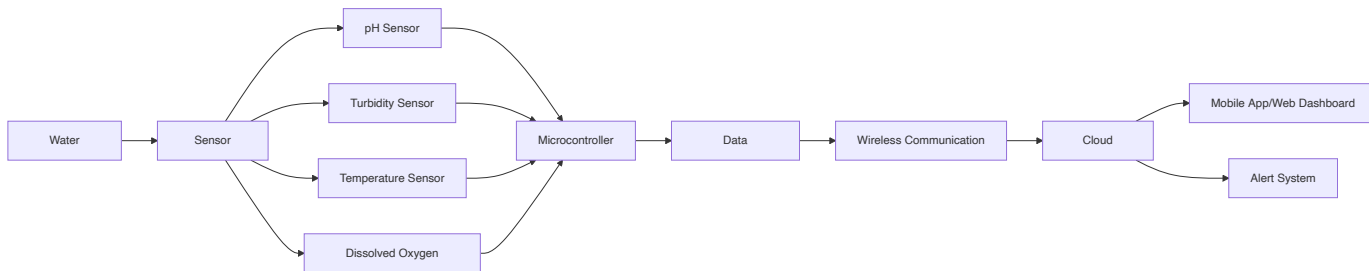 Water
Sensor
pH Sensor
Turbidity Sensor
Temperature Sensor
Dissolved Oxygen
Microcontroller
Data
Wireless Communication
Cloud
Mobile App/Web Dashboard
Alert System